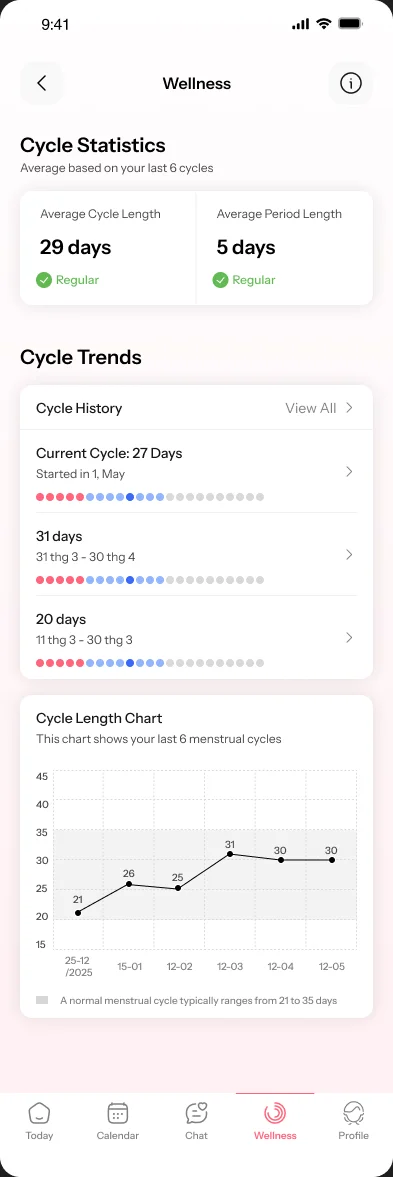 9:41
Wellness
Cycle Statistics
Average based on your last 6 cycles
Average Cycle Length
29 days
Regular
Average Period Length
5 days
Regular
Cycle Trends
Cycle History
View All
Current Cycle: 27 Days
Started in 1, May
31 days
31 thg 3 - 30 thg 4
20 days
11 thg 3 - 30 thg 3
Cycle Length Chart
This chart shows your last 6 menstrual cycles
45
40
35
30
25
20
15
21
26
25
31
30
30
25-12
/2025
15-01
12-02
12-03
12-04
12-05
A normal menstrual cycle typically ranges from 21 to 35 days
Today
Calendar
Chat
Wellness
Profile